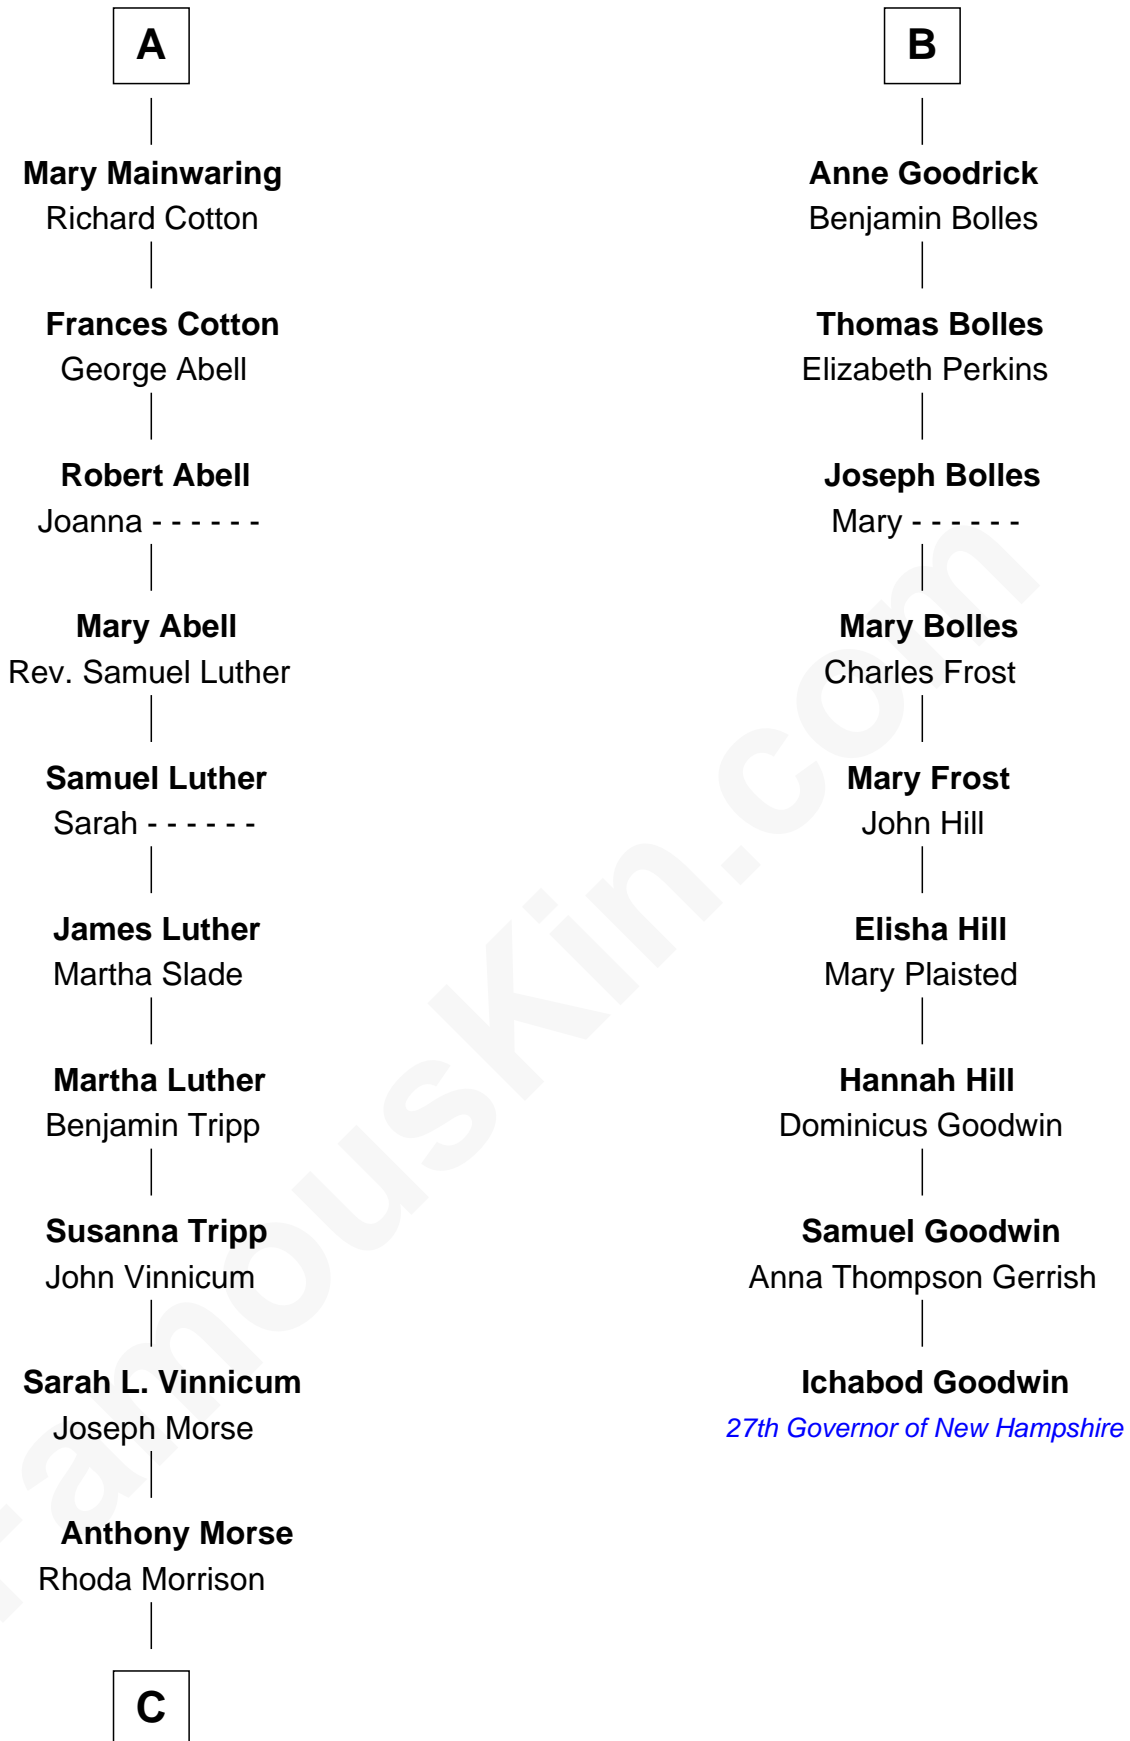 A
Mary Mainwaring
Richard Cotton
Frances Cotton
George Abell
Robert Abell
Joanna - - - - - -
Mary Abell
Rev. Samuel Luther
Samuel Luther
Sarah - - - - - -
James Luther
Martha Slade
Martha Luther
Benjamin Tripp
Susanna Tripp
John Vinnicum
Sarah L. Vinnicum
Joseph Morse
Anthony Morse
Rhoda Morrison
C
B
Anne Goodrick
Benjamin Bolles
Thomas Bolles
Elizabeth Perkins
Joseph Bolles
Mary - - - - - -
Mary Bolles
Charles Frost
Mary Frost
John Hill
Elisha Hill
Mary Plaisted
Hannah Hill
Dominicus Goodwin
Samuel Goodwin
Anna Thompson Gerrish
Ichabod Goodwin
27th Governor of New Hampshire
FamousKin.com